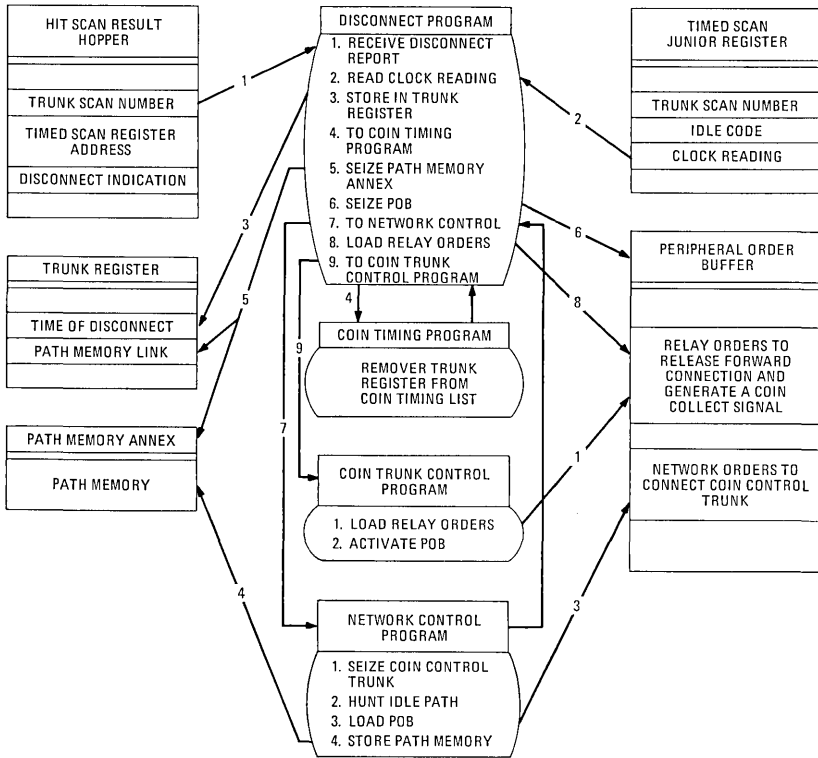 HIT SCAN RESULT
HOPPER
TRUNK SCAN NUMBER
TIMED SCAN REGISTER
ADDRESS
DISCONNECT INDICATION
TRUNK REGISTER
TIME OF DISCONNECT
PATH MEMORY LINK
PATH MEMORY ANNEX
PATH MEMORY
DISCONNECT PROGRAM
1. RECEIVE DISCONNECT
REPORT
2. READ CLOCK READING
3. STORE IN TRUNK
REGISTER
4. TO COIN TIMING
PROGRAM
5. SEIZE PATH MEMORY
ANNEX
6. SEIZE POB
7. TO NETWORK CONTROL
8. LOAD RELAY ORDERS
9. TO COIN TRUNK
CONTROL PROGRAM
COIN TIMING PROGRAM
REMOVER TRUNK
REGISTER FROM
COIN TIMING LIST
COIN TRUNK CONTROL
PROGRAM
1. LOAD RELAY ORDERS
2. ACTIVATE POB
NETWORK CONTROL
PROGRAM
1. SEIZE COIN CONTROL
TRUNK
2. HUNT IDLE PATH
3. LOAD POB
4. STORE PATH MEMORY
TIMED SCAN
JUNIOR REGISTER
TRUNK SCAN NUMBER
IDLE CODE
CLOCK READING
PERIPHERAL ORDER
BUFFER
RELAY ORDERS TO
RELEASE FORWARD
CONNECTION AND
GENERATE A COIN
COLLECT SIGNAL
NETWORK ORDERS TO
CONNECT COIN CONTROL
TRUNK
1
3
5
4
9
7
4
2
6
8
1
3